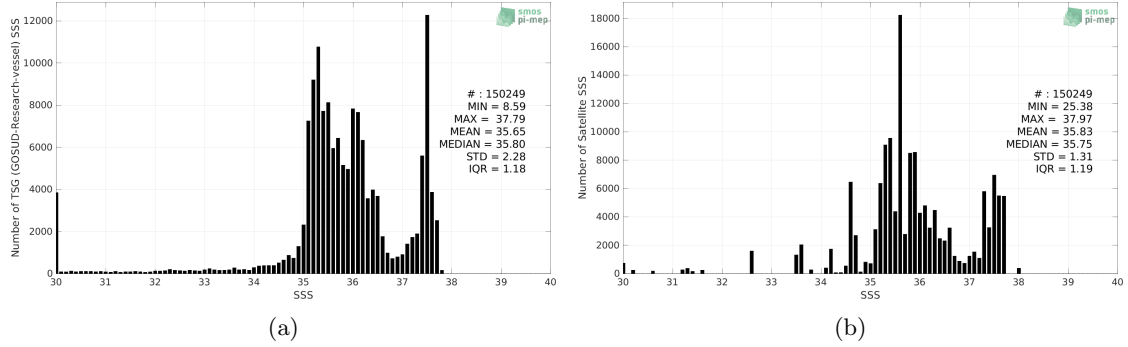 12000
10000
8000
6000
4000
2000
0
Number of TSG (GOSUD-Research-vessel) SSS
30 31 32 33 34 35 36 37 38 39 40
SSS
smos
pi-mep
# : 150249
MIN = 8.59
MAX = 37.79
MEAN = 35.65
MEDIAN = 35.80
STD = 2.28
IQR = 1.18
(a)
18000
16000
14000
12000
10000
8000
6000
4000
2000
0
Number of Satellite SSS
30 31 32 33 34 35 36 37 38 39 40
SSS
smos
pi-mep
# : 150249
MIN = 25.38
MAX = 37.97
MEAN = 35.83
MEDIAN = 35.75
STD = 1.31
IQR = 1.19
(b)